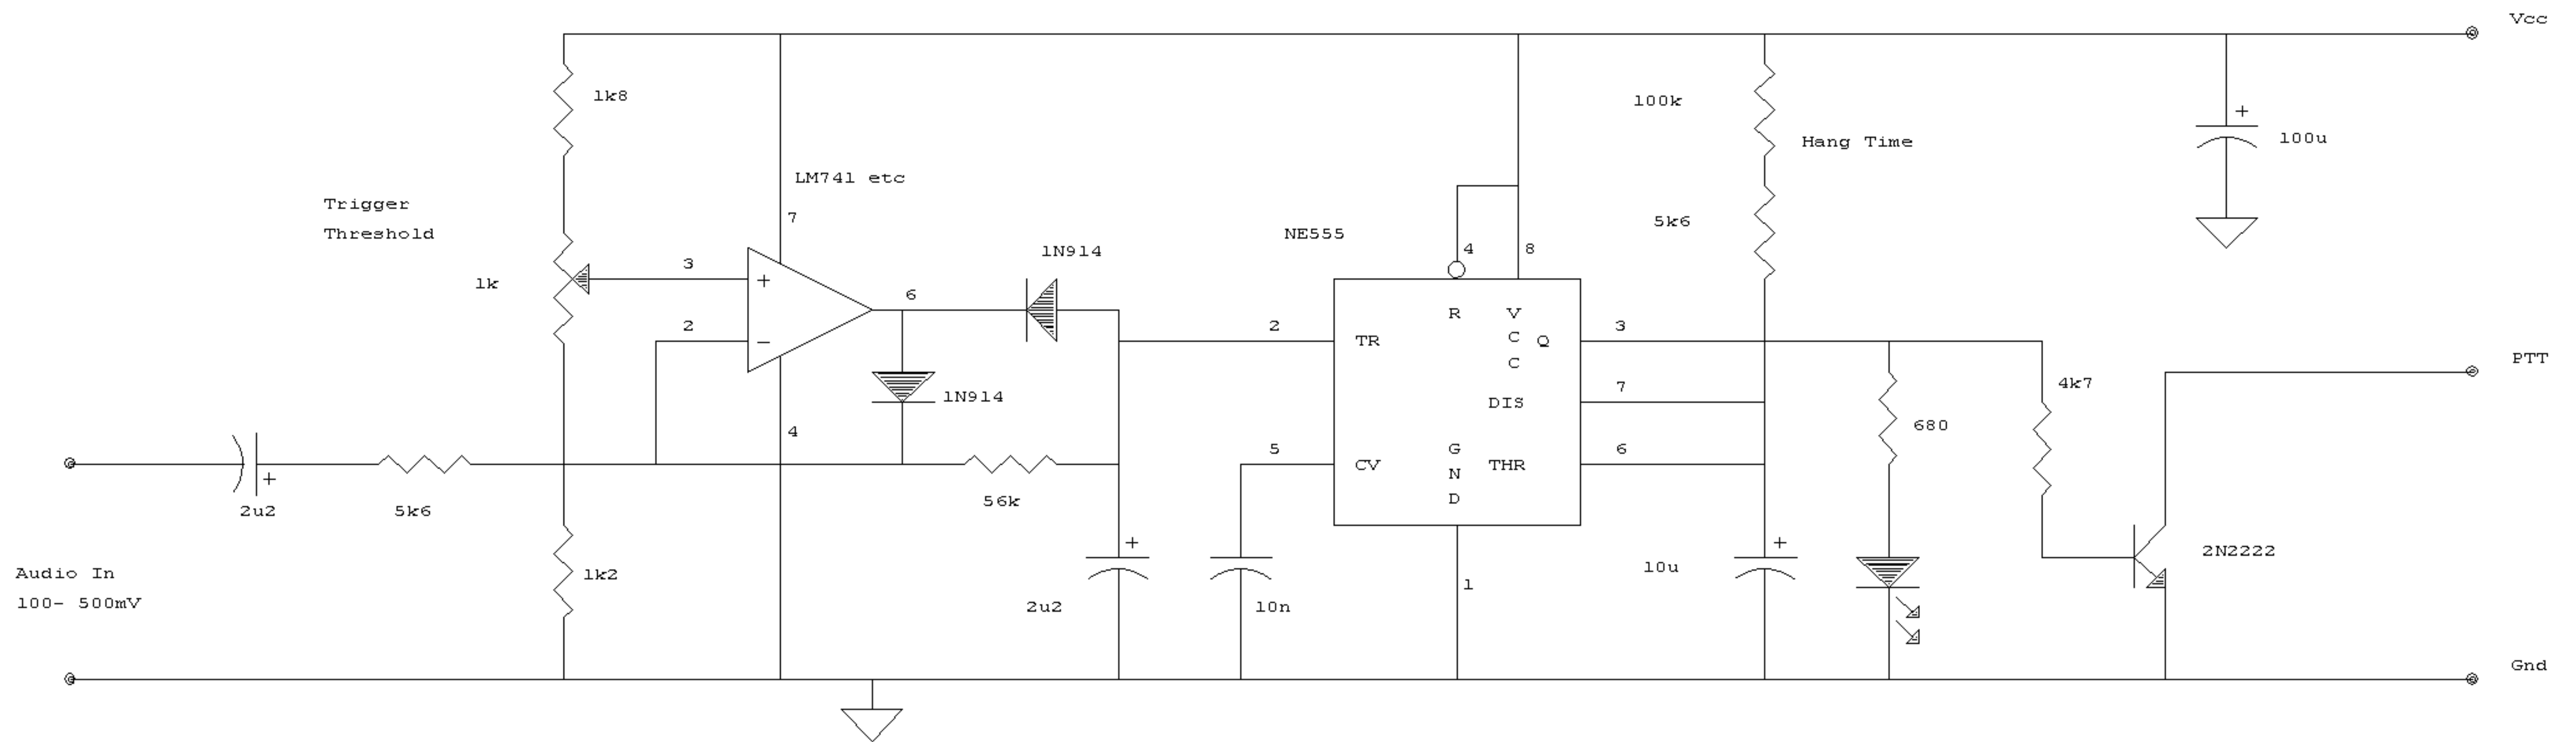 Vcc
1k8
100k
Hang Time
+
100u
LM741 etc
Trigger
Threshold
7
5k6
NE555
4
8
1N914
3
1k
+
6
2
−
R
V
C
C
Q
TR
2
3
PTT
DIS
7
4k7
1N914
680
4
CV
5
G
N
D
THR
6
+
2u2
5k6
56k
+
2u2
10n
1
10u
+
2N2222
Audio In
100- 500mV
1k2
Gnd